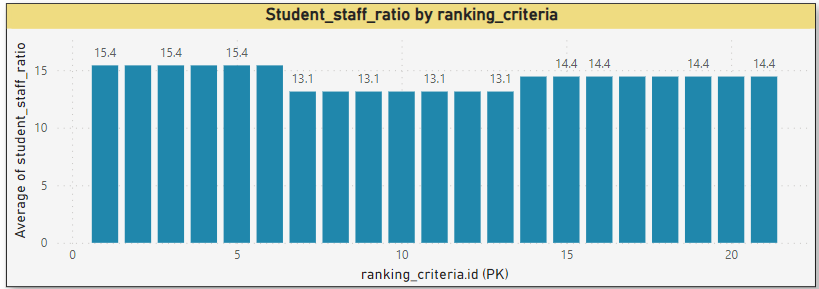 Student_staff_ratio by ranking_criteria
Average of student_staff_ratio
15
10
5
0
15.4 15.4 15.4 13.1 13.1 13.1 13.1 14.4 14.4 14.4 14.4
0 5 10 15 20
ranking_criteria.id (PK)